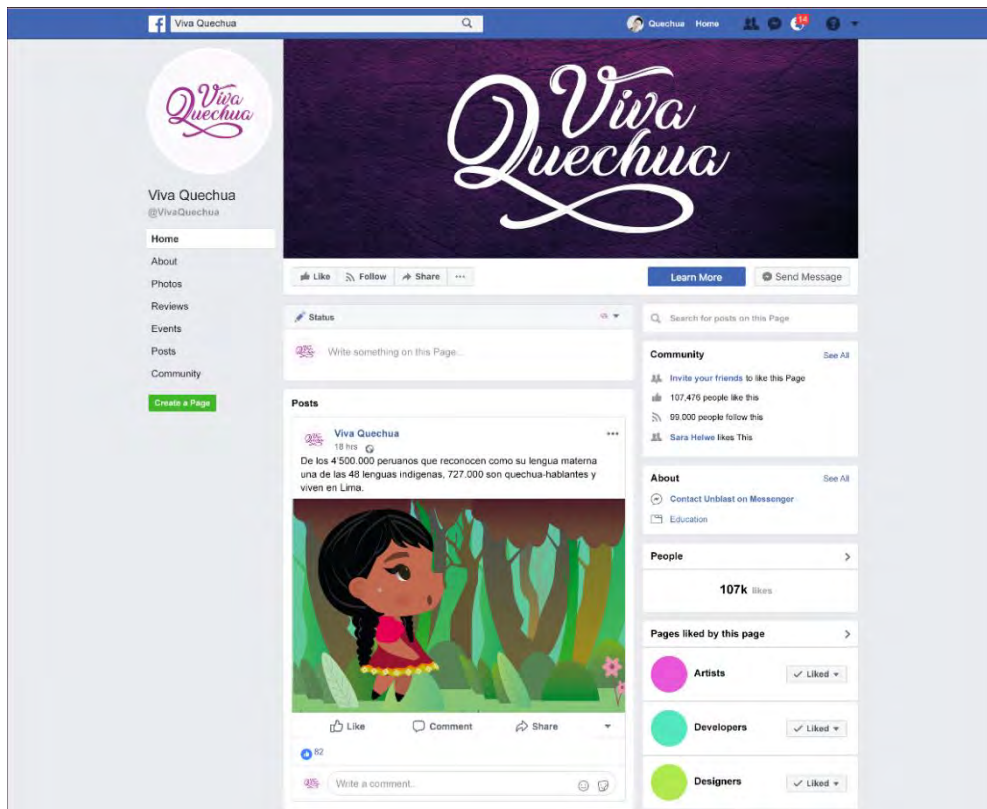 Viva Quechua
Quechua Home
14
Viva
Quechua
Viva
Quechua
Viva Quechua
@VivaQuechua
Home
About
Photos
Reviews
Events
Posts
Community
Create a Page
Like Follow Share ...
Learn More
Send Message
Status
Write something on this Page..
Posts
Viva Quechua
18 hrs
De los 4'500.000 peruanos que reconocen como su lengua materna
una de las 48 lenguas indígenas, 727.000 son quechua-hablantes y
viven en Lima.
Like Comment Share
82
Write a comment..
Search for posts on this Page
Community See All
Invite your friends to like this Page
107,476 people like this
99,000 people follow this
Sara Helwe likes This
About See All
Contact Unblast on Messenger
Education
People
107k likes
Pages liked by this page
Artists Liked
Developers Liked
Designers Liked